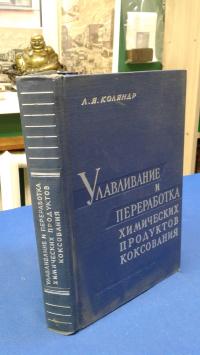 Л.Я.КОЛЯНДР
УЛАВЛИВАНИЕ
И
ПЕРЕРАБОТКА
ХИМИЧЕСКИХ
ПРОДУКТОВ
КОКСОВАНИЯ
УЛАВЛИВАНИЕ И ПЕРЕРАБОТКА
ХИМИЧЕСКИХ ПРОДУКТОВ
КОКСОВАНИЯ